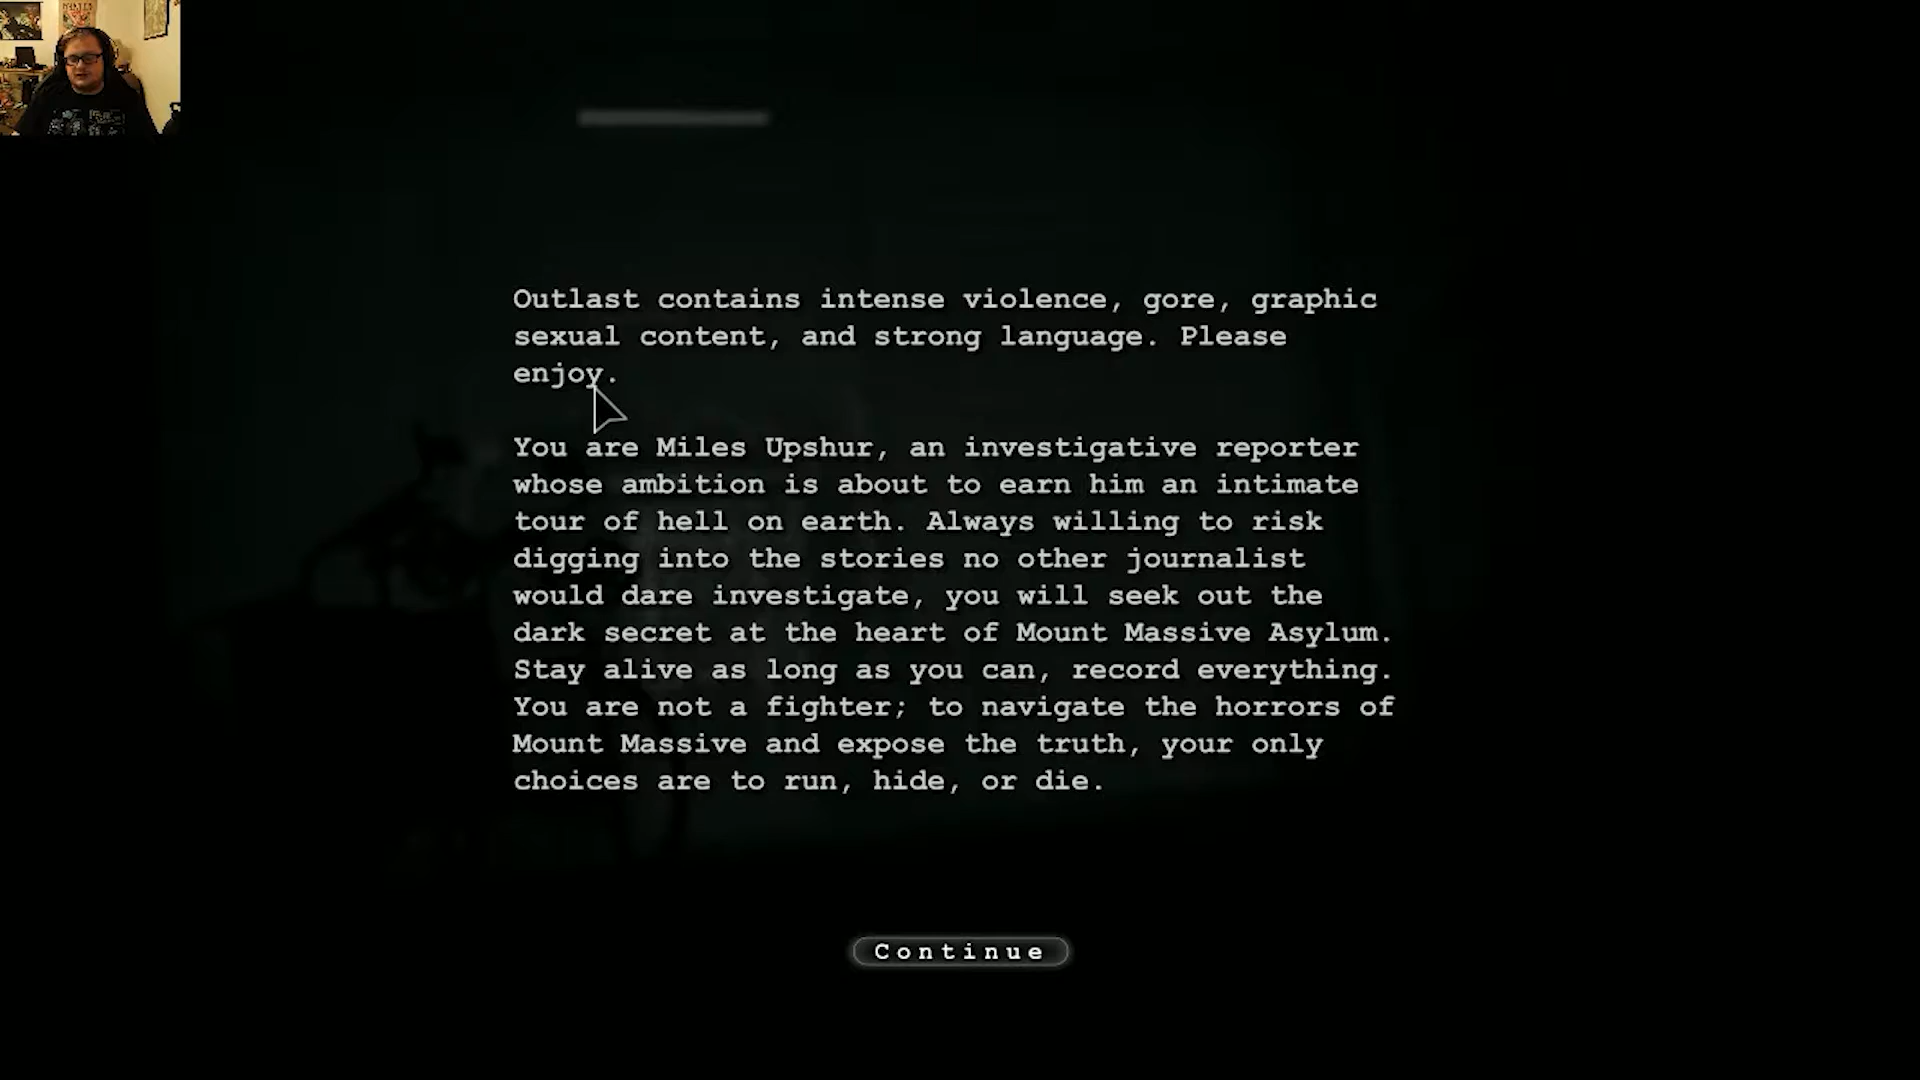 Outlast contains intense violence, gore, graphic
sexual content, and strong language. Please
enjoy.
You are Miles Upshur, an investigative reporter
whose ambition is about to earn him an intimate
tour of hell on earth. Always willing to risk
digging into the stories no other journalist
would dare investigate, you will seek out the
dark secret at the heart of Mount Massive Asylum.
Stay alive as long as you can, record everything.
You are not a fighter; to navigate the horrors of
Mount Massive and expose the truth, your only
choices are to run, hide, or die.
Continue